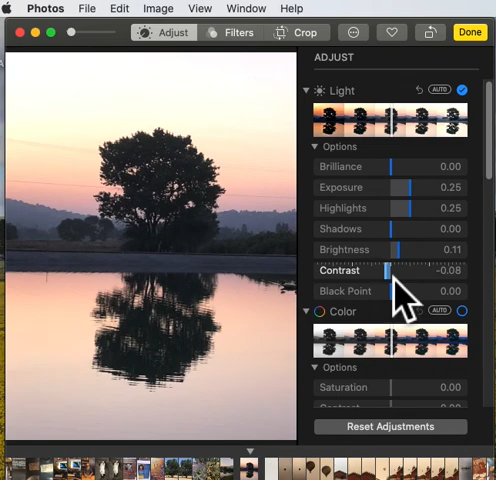 Photos File Edit Image View Window Help
Adjust Filters Crop Done
ADJUST
Light AUTO
Options
Brilliance 0.00
Exposure 0.25
Highlights 0.25
Shadows 0.00
Brightness 0.11
Contrast -0.08
Black Point 0.00
Color AUTO
Options
Saturation 0.00
Reset Adjustments